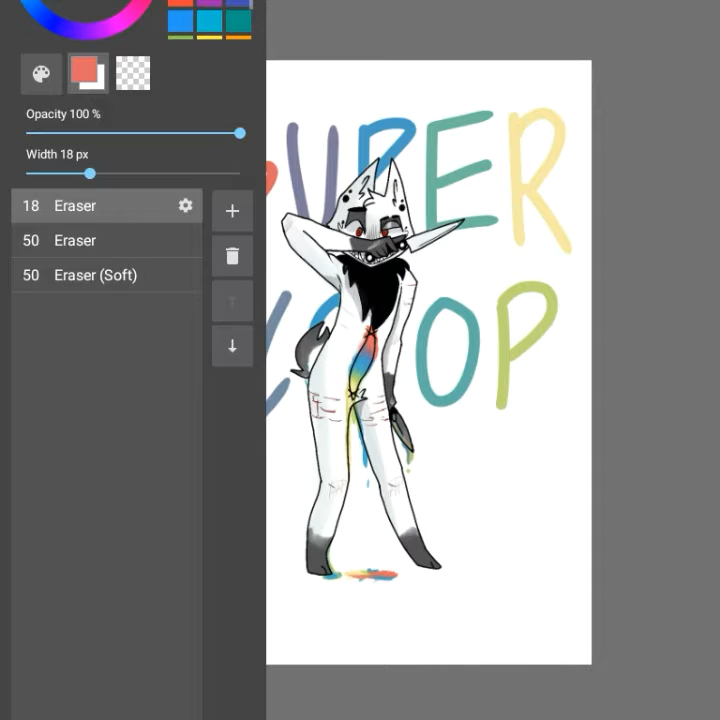 Opacity 100 %
Width 18 px
18 Eraser
50 Eraser
50 Eraser (Soft)
UPER
OP